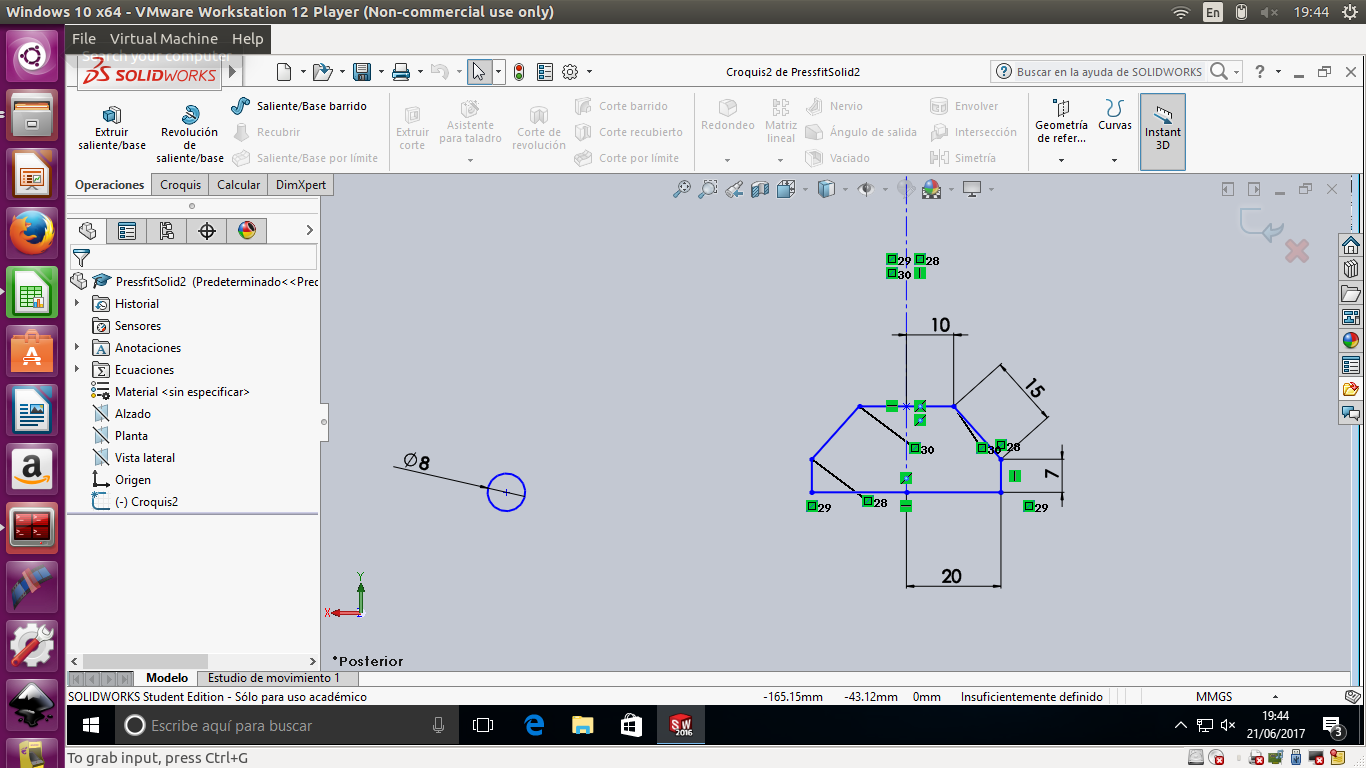 Windows 10 x64 - VMware Workstation 12 Player (Non-commercial use only)
En
19:44
File Virtual Machine Help
Search your computer
SOLIDWORKS
Croquis2 de PressfitSolid2
Buscar en la ayuda de SOLIDWORKS
?
Extruir saliente/base
Revolución de saliente/base
Saliente/Base barrido
Recubrir
Saliente/Base por límite
Extruir corte
Asistente para taladro
Corte de revolución
Corte barrido
Corte recubierto
Corte por límite
Redondeo
Matriz lineal
Nervio
Ángulo de salida
Vaciado
Envolver
Intersección
Simetría
Geometría de refer...
Curvas
Instant 3D
Operaciones Croquis Calcular DimXpert
PressfitSolid2 (Predeterminado<<Prec
Historial
Sensores
Anotaciones
Ecuaciones
Material <sin especificar>
Alzado
Planta
Vista lateral
Origen
(-) Croquis2
29 28
30
10
15
30
30 28
7
28
29
29
20
Ø8
Y
X
*Posterior
Modelo Estudio de movimiento 1
SOLIDWORKS Student Edition - Sólo para uso académico
-165.15mm -43.12mm 0mm Insuficientemente definido
MMGS
Escribe aquí para buscar
SW
2016
19:44
21/06/2017
3
To grab input, press Ctrl+G